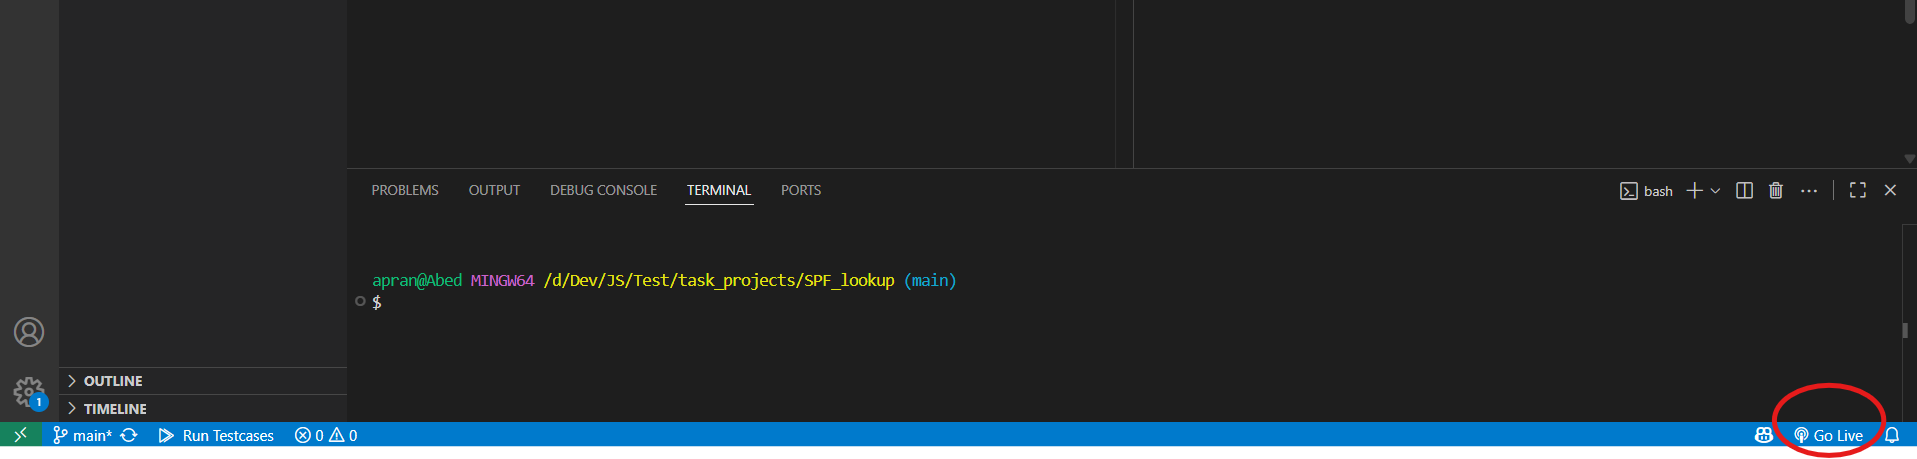 PROBLEMS OUTPUT DEBUG CONSOLE TERMINAL PORTS bash
apran@Abed MINGW64 /d/Dev/JS/Test/task_projects/SPF_lookup (main)
$
OUTLINE
1
TIMELINE
main* Run Testcases 0 0 Go Live